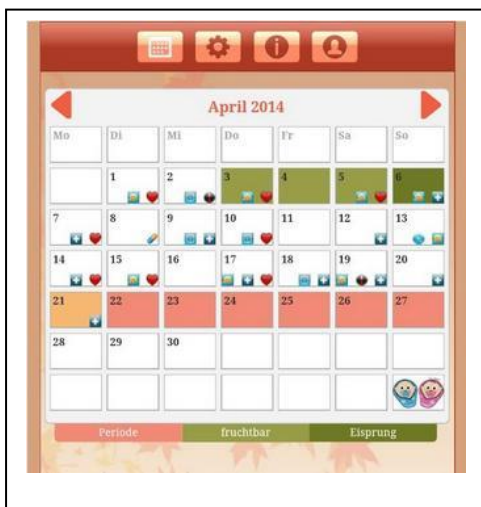 April 2014
Mo Di Mi Do Fr Sa So
1 2 3 4 5 6
7 8 9 10 11 12 13
14 15 16 17 18 19 20
21 22 23 24 25 26 27
28 29 30
Periode fruchtbar Eisprung